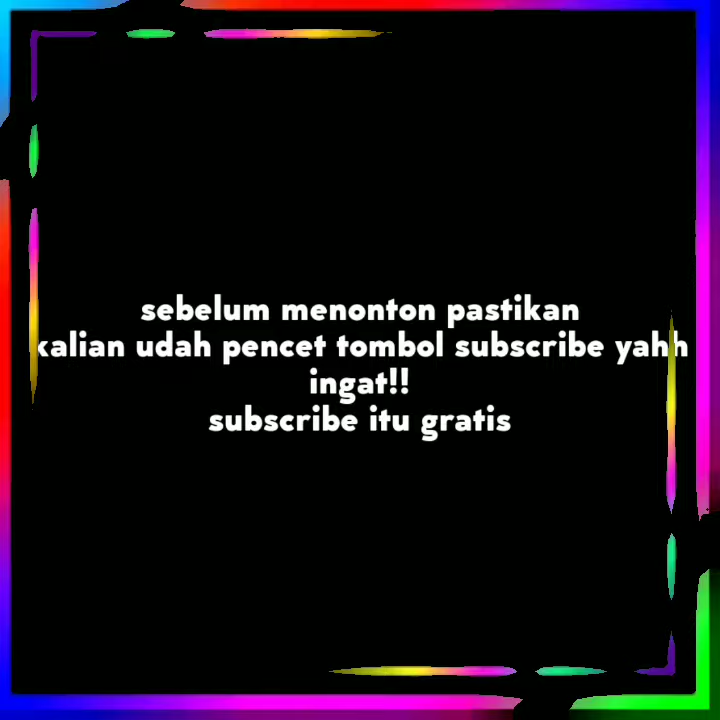 sebelum menonton pastikan
kalian udah pencet tombol subscribe yahh
ingat!!
subscribe itu gratis